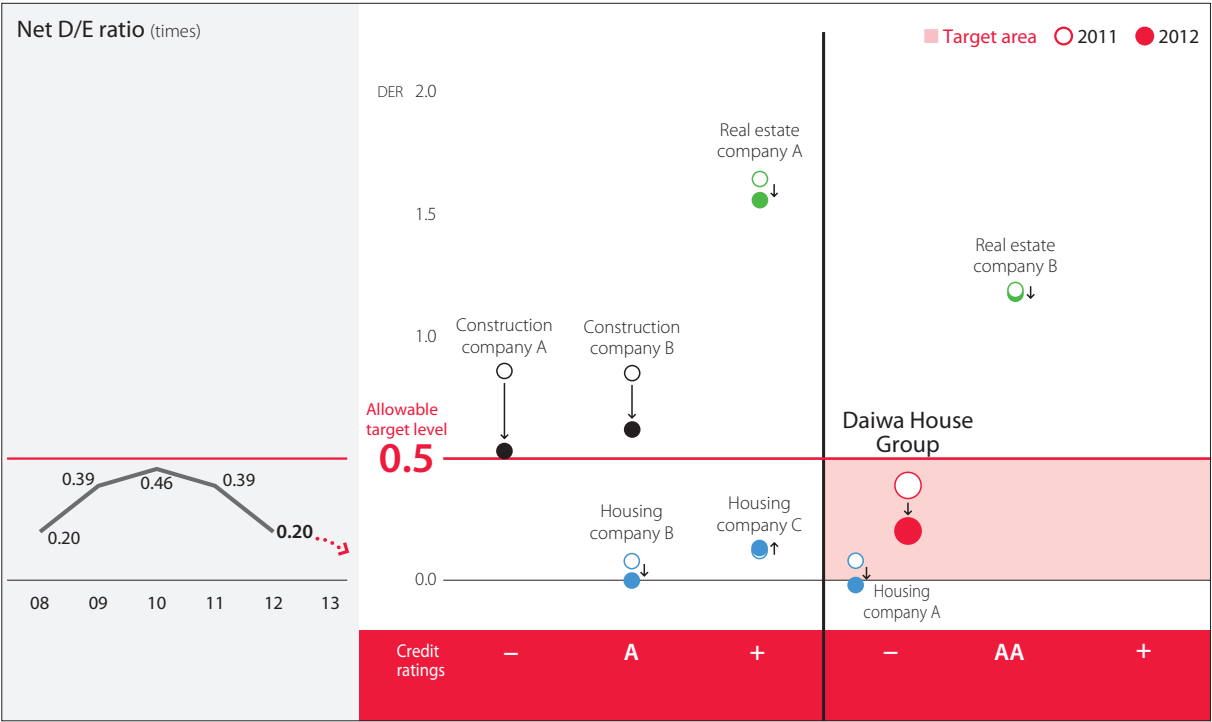 Net D/E ratio (times)
0.20
0.39
0.46
0.39
0.20
08 09 10 11 12 13
Target area 2011 2012
DER 2.0
1.5
1.0
Allowable
target level
0.5
0.0
Real estate
company A
Real estate
company B
Construction
company A
Construction
company B
Daiwa House
Group
Housing
company B
Housing
company C
Housing
company A
Credit
ratings
– A + – AA +